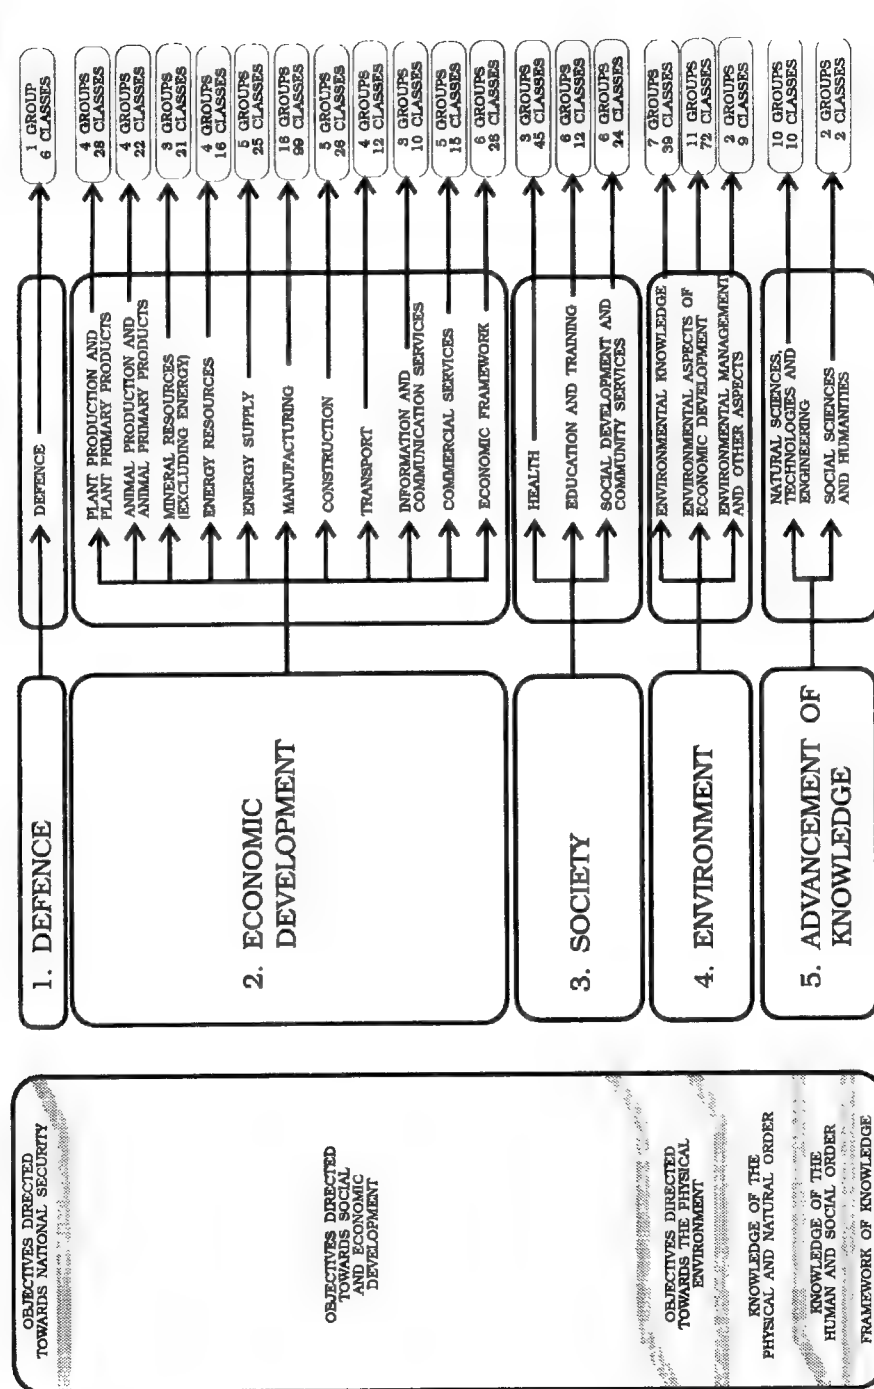 OBJECTIVES DIRECTED
TOWARDS NATIONAL SECURITY
OBJECTIVES DIRECTED
TOWARDS SOCIAL
AND ECONOMIC
DEVELOPMENT
OBJECTIVES DIRECTED
TOWARDS THE PHYSICAL
ENVIRONMENT
KNOWLEDGE OF THE
PHYSICAL AND NATURAL ORDER
KNOWLEDGE OF THE
HUMAN AND SOCIAL ORDER
FRAMEWORK OF KNOWLEDGE
1. DEFENCE
2. ECONOMIC
DEVELOPMENT
3. SOCIETY
4. ENVIRONMENT
5. ADVANCEMENT OF
KNOWLEDGE
DEFENCE
PLANT PRODUCTION AND
PLANT PRIMARY PRODUCTS
ANIMAL PRODUCTION AND
ANIMAL PRIMARY PRODUCTS
MINERAL RESOURCES
(EXCLUDING ENERGY)
ENERGY RESOURCES
ENERGY SUPPLY
MANUFACTURING
CONSTRUCTION
TRANSPORT
INFORMATION AND
COMMUNICATION SERVICES
COMMERCIAL SERVICES
ECONOMIC FRAMEWORK
HEALTH
EDUCATION AND TRAINING
SOCIAL DEVELOPMENT AND
COMMUNITY SERVICES
ENVIRONMENTAL KNOWLEDGE
ENVIRONMENTAL ASPECTS OF
ECONOMIC DEVELOPMENT
ENVIRONMENTAL MANAGEMENT
AND OTHER ASPECTS
NATURAL SCIENCES,
TECHNOLOGIES AND
ENGINEERING
SOCIAL SCIENCES
AND HUMANITIES
1 GROUP
6 CLASSES
4 GROUPS
28 CLASSES
4 GROUPS
22 CLASSES
3 GROUPS
21 CLASSES
4 GROUPS
16 CLASSES
5 GROUPS
25 CLASSES
16 GROUPS
99 CLASSES
5 GROUPS
26 CLASSES
4 GROUPS
12 CLASSES
3 GROUPS
10 CLASSES
5 GROUPS
15 CLASSES
6 GROUPS
26 CLASSES
3 GROUPS
45 CLASSES
6 GROUPS
12 CLASSES
6 GROUPS
24 CLASSES
7 GROUPS
39 CLASSES
11 GROUPS
72 CLASSES
2 GROUPS
9 CLASSES
10 GROUPS
10 CLASSES
2 GROUPS
2 CLASSES